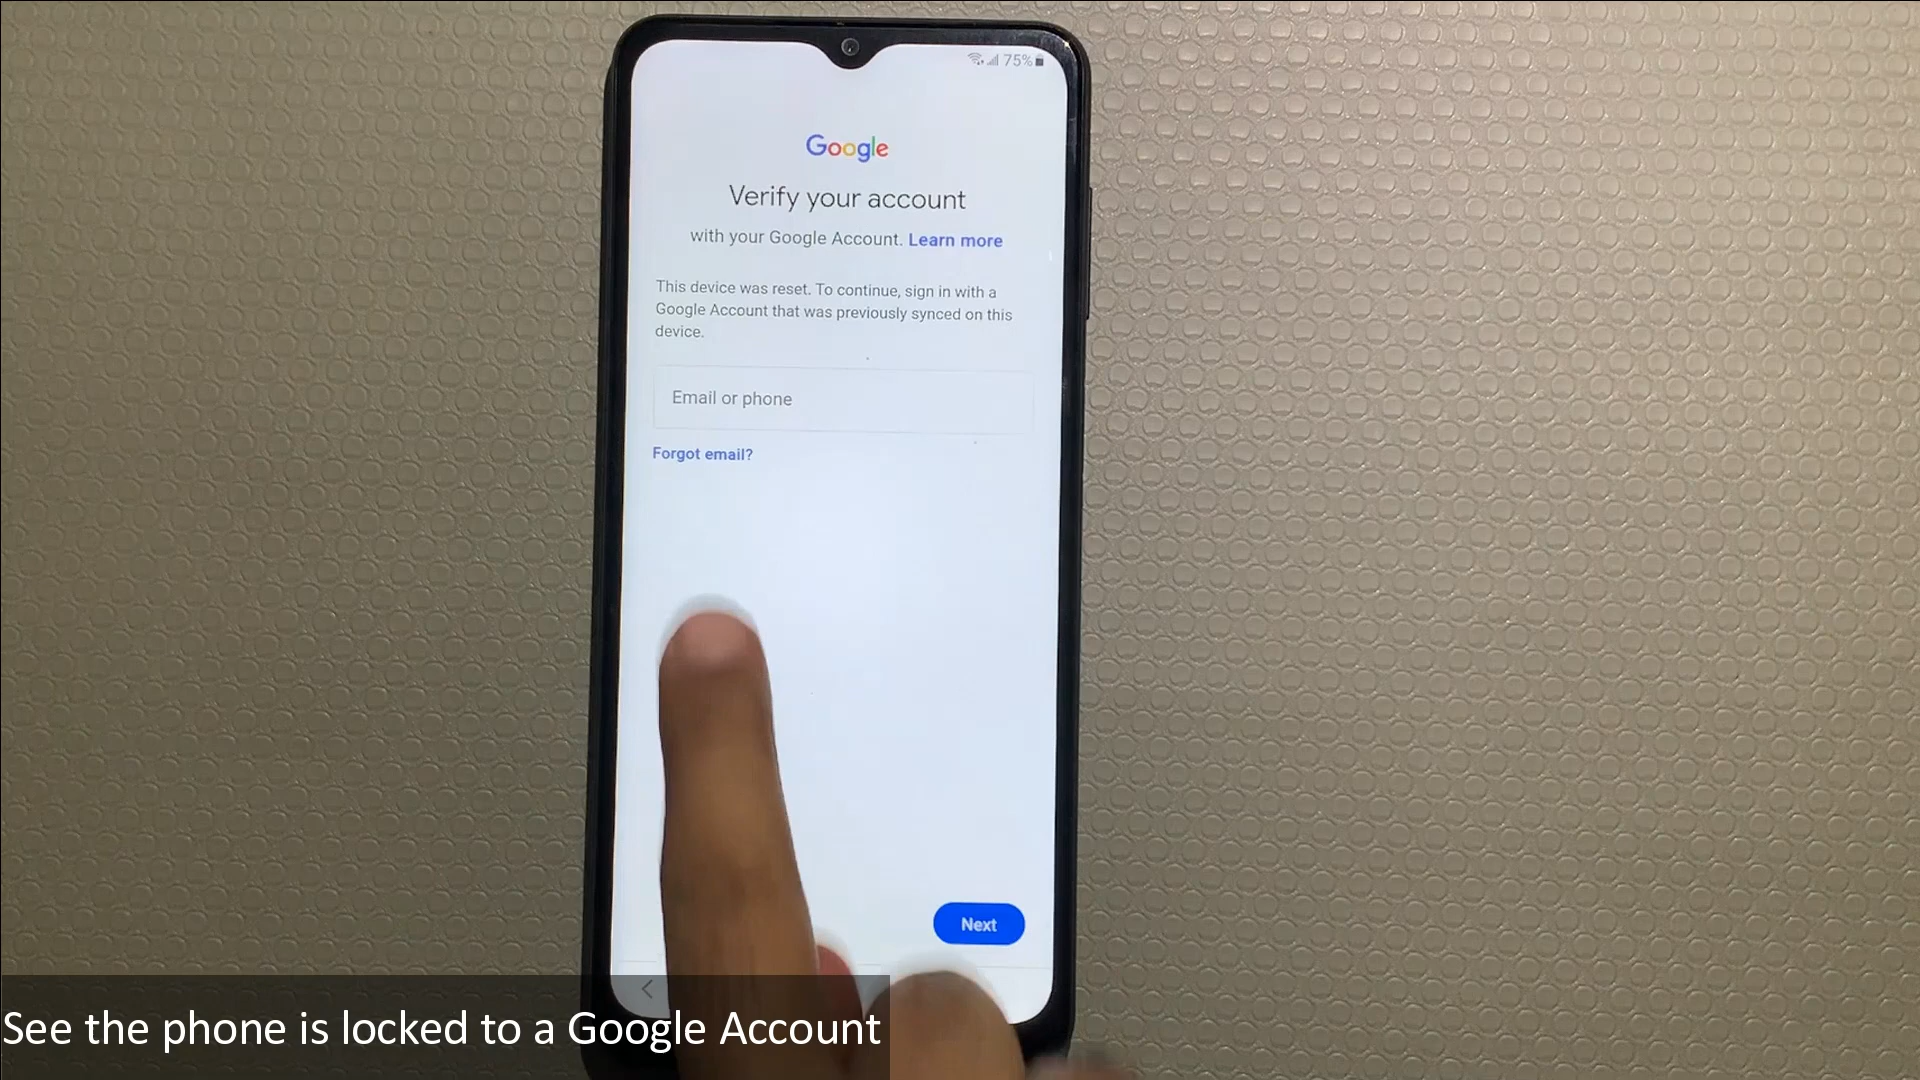 75%
Google
Verify your account
with your Google Account. Learn more
This device was reset. To continue, sign in with a
Google Account that was previously synced on this
device.
Email or phone
Forgot email?
Next
See the phone is locked to a Google Account